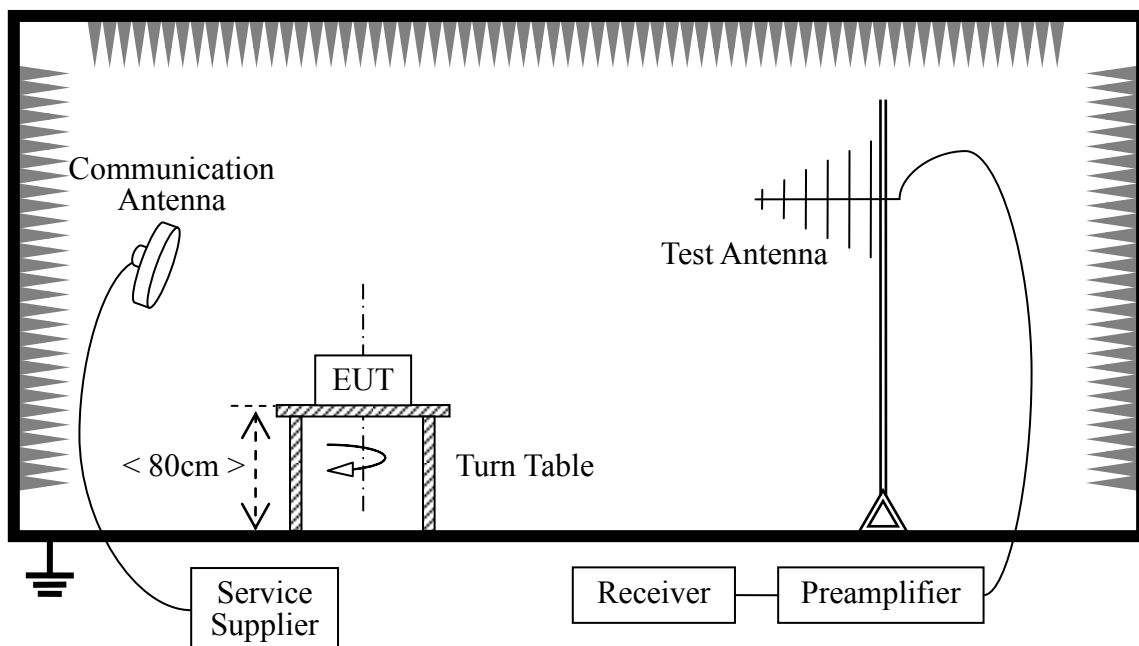 Communication
Antenna
Test Antenna
EUT
< 80cm >
Turn Table
Service
Supplier
Receiver
Preamplifier